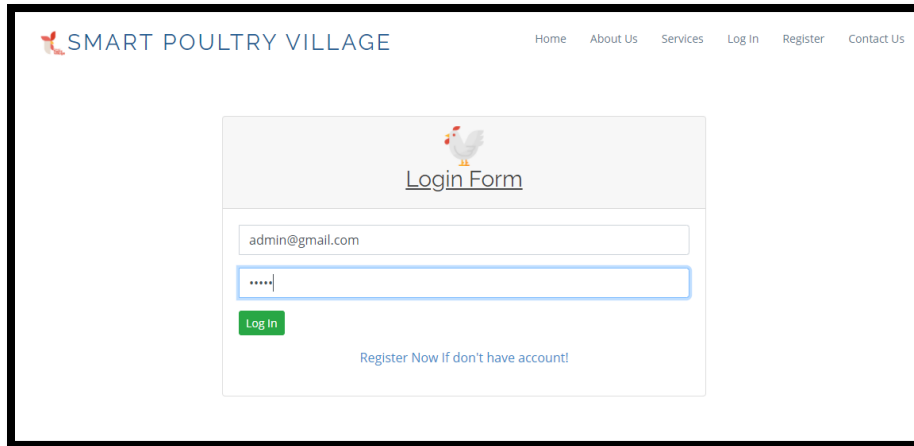 SMART POULTRY VILLAGE
Home About Us Services Log In Register Contact Us
Login Form
admin@gmail.com
•••••
Log In
Register Now If don't have account!